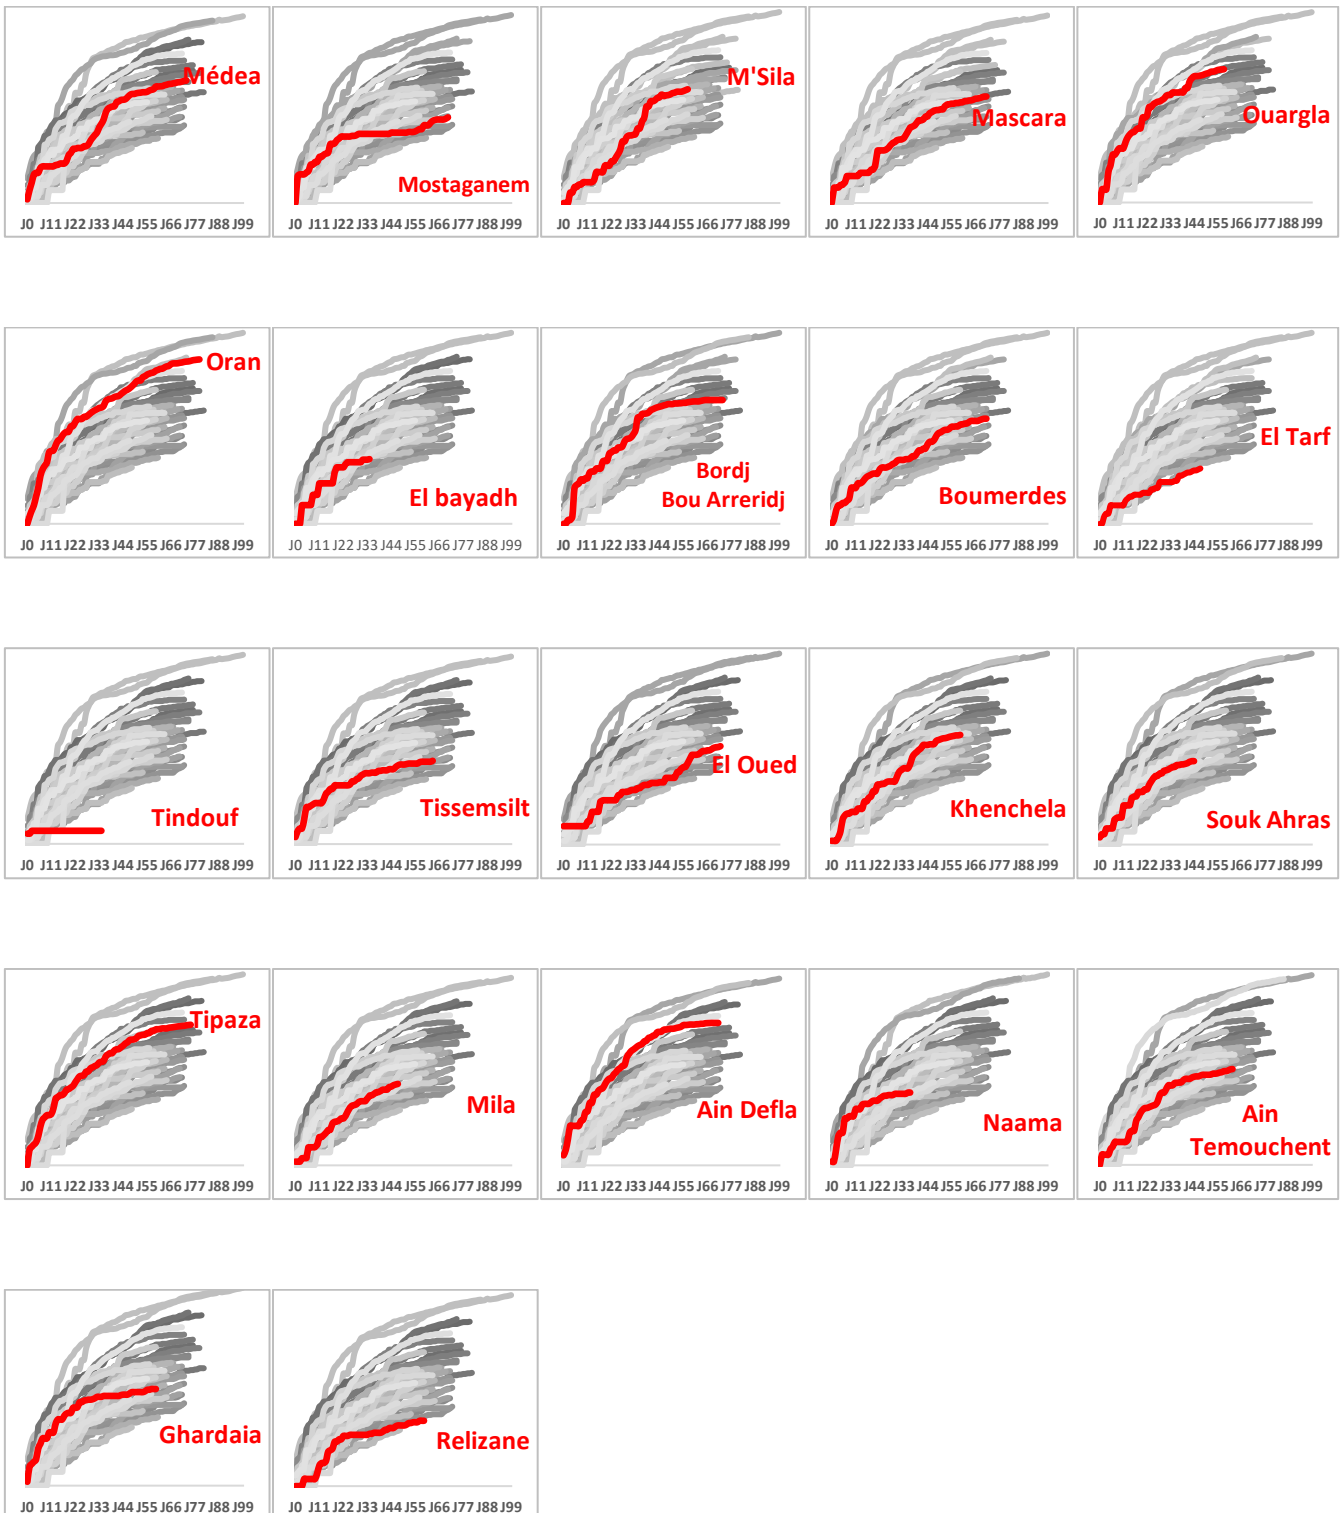 Médea
J0 J11 J22 J33 J44 J55 J66 J77 J88 J99
Mostaganem
J0 J11 J22 J33 J44 J55 J66 J77 J88 J99
M'Sila
J0 J11 J22 J33 J44 J55 J66 J77 J88 J99
Mascara
J0 J11 J22 J33 J44 J55 J66 J77 J88 J99
Ouargla
J0 J11 J22 J33 J44 J55 J66 J77 J88 J99
Oran
J0 J11 J22 J33 J44 J55 J66 J77 J88 J99
El bayadh
J0 J11 J22 J33 J44 J55 J66 J77 J88 J99
Bordj
Bou Arreridj
J0 J11 J22 J33 J44 J55 J66 J77 J88 J99
Boumerdes
J0 J11 J22 J33 J44 J55 J66 J77 J88 J99
El Tarf
J0 J11 J22 J33 J44 J55 J66 J77 J88 J99
Tindouf
J0 J11 J22 J33 J44 J55 J66 J77 J88 J99
Tissemsilt
J0 J11 J22 J33 J44 J55 J66 J77 J88 J99
El Oued
J0 J11 J22 J33 J44 J55 J66 J77 J88 J99
Khenchela
J0 J11 J22 J33 J44 J55 J66 J77 J88 J99
Souk Ahras
J0 J11 J22 J33 J44 J55 J66 J77 J88 J99
Tipaza
J0 J11 J22 J33 J44 J55 J66 J77 J88 J99
Mila
J0 J11 J22 J33 J44 J55 J66 J77 J88 J99
Ain Defla
J0 J11 J22 J33 J44 J55 J66 J77 J88 J99
Naama
J0 J11 J22 J33 J44 J55 J66 J77 J88 J99
Ain
Temouchent
J0 J11 J22 J33 J44 J55 J66 J77 J88 J99
Ghardaia
J0 J11 J22 J33 J44 J55 J66 J77 J88 J99
Relizane
J0 J11 J22 J33 J44 J55 J66 J77 J88 J99